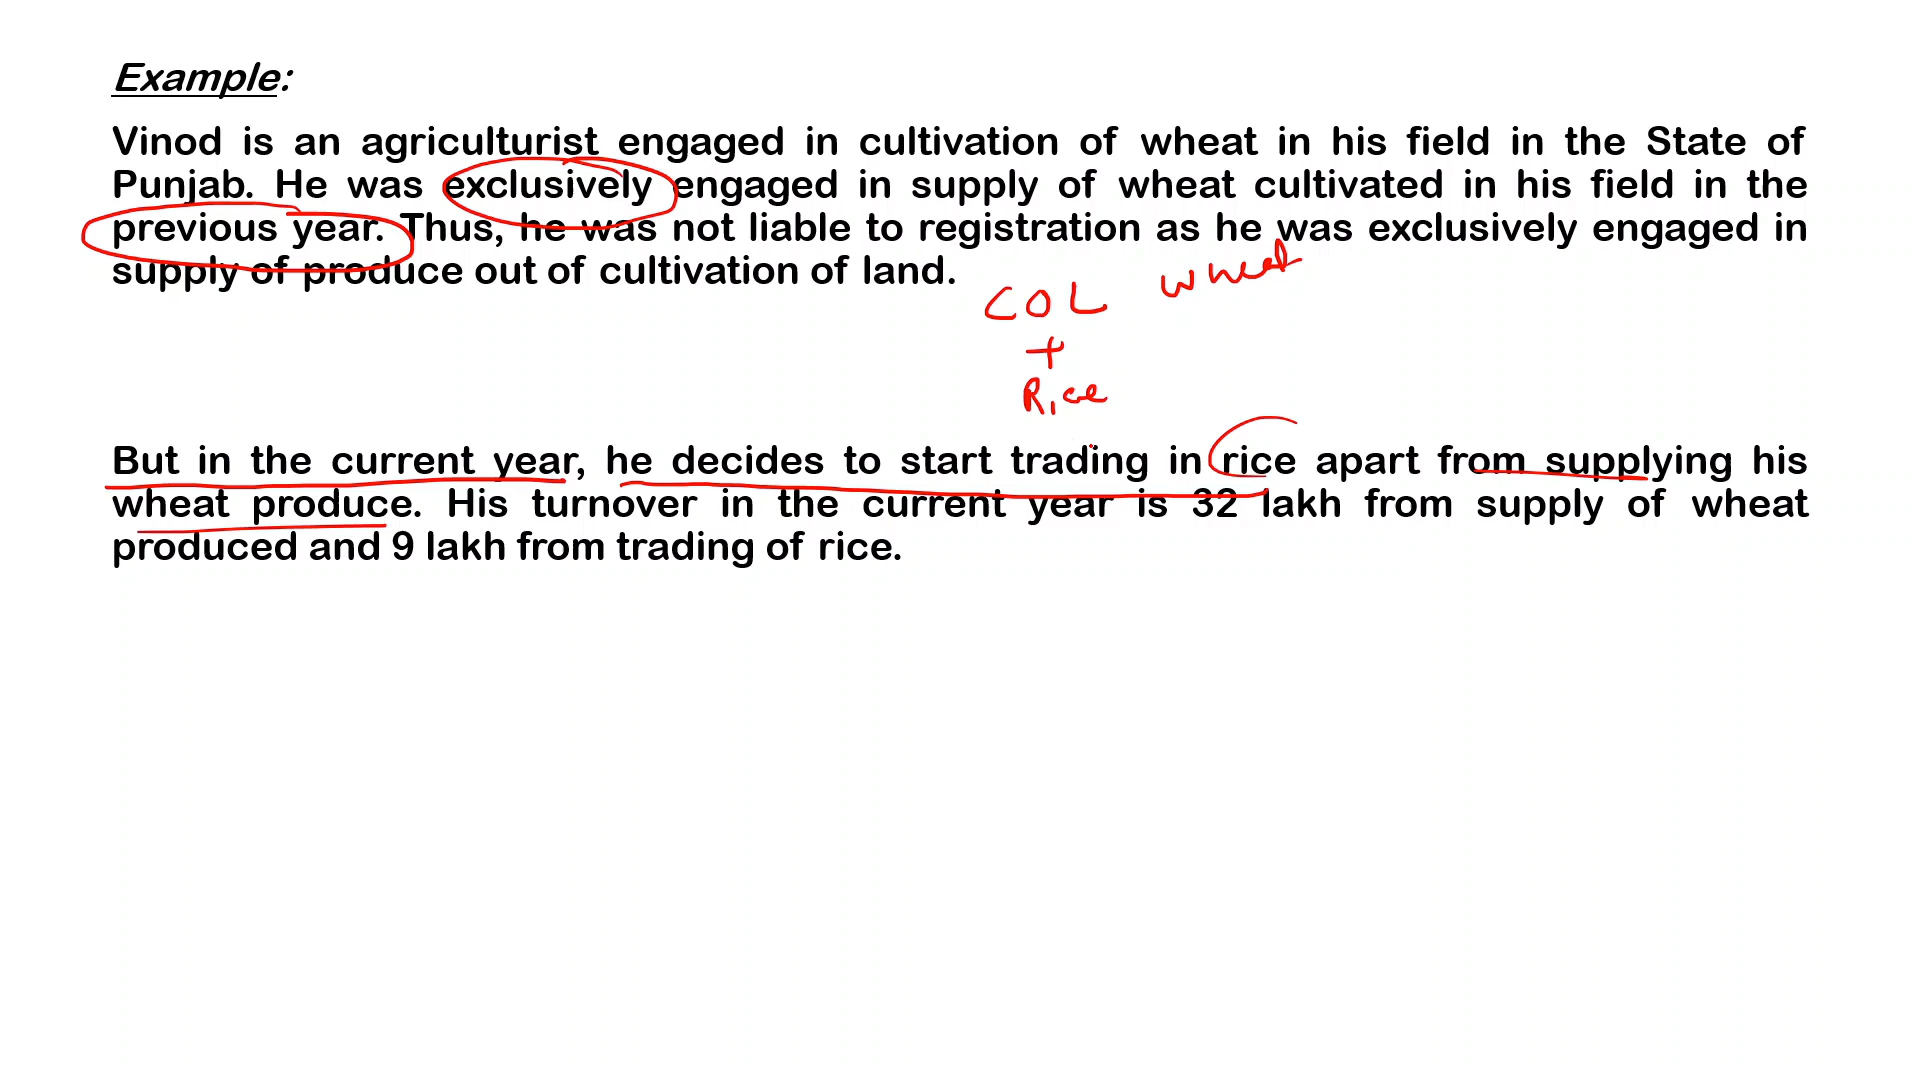 Example:
Vinod is an agriculturist engaged in cultivation of wheat in his field in the State of
Punjab. He was exclusively engaged in supply of wheat cultivated in his field in the
previous year. Thus, he was not liable to registration as he was exclusively engaged in
supply of produce out of cultivation of land.
COL wheat
+
Rice
But in the current year, he decides to start trading in rice apart from supplying his
wheat produce. His turnover in the current year is 32 lakh from supply of wheat
produced and 9 lakh from trading of rice.